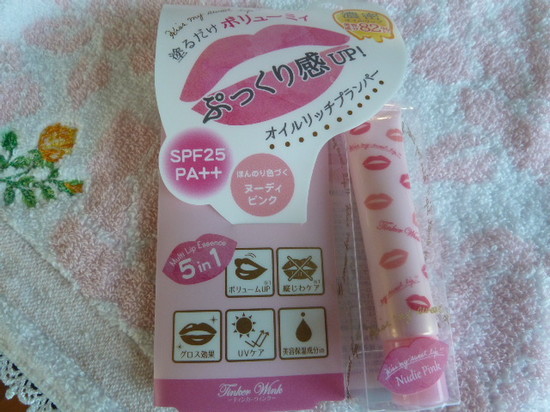 塗るだけ ボリューミィ
ぷっくり感UP!
オイルリッチプランパー
SPF25
PA++
ほんのり色づく
ヌーディ
ピンク
Multi Lip Essence
5 in 1
ボリュームUP
縦じわケア
グロス効果
UVケア
美容保湿成分
Tinker Wink
Tinker Wink
Nudie Pink